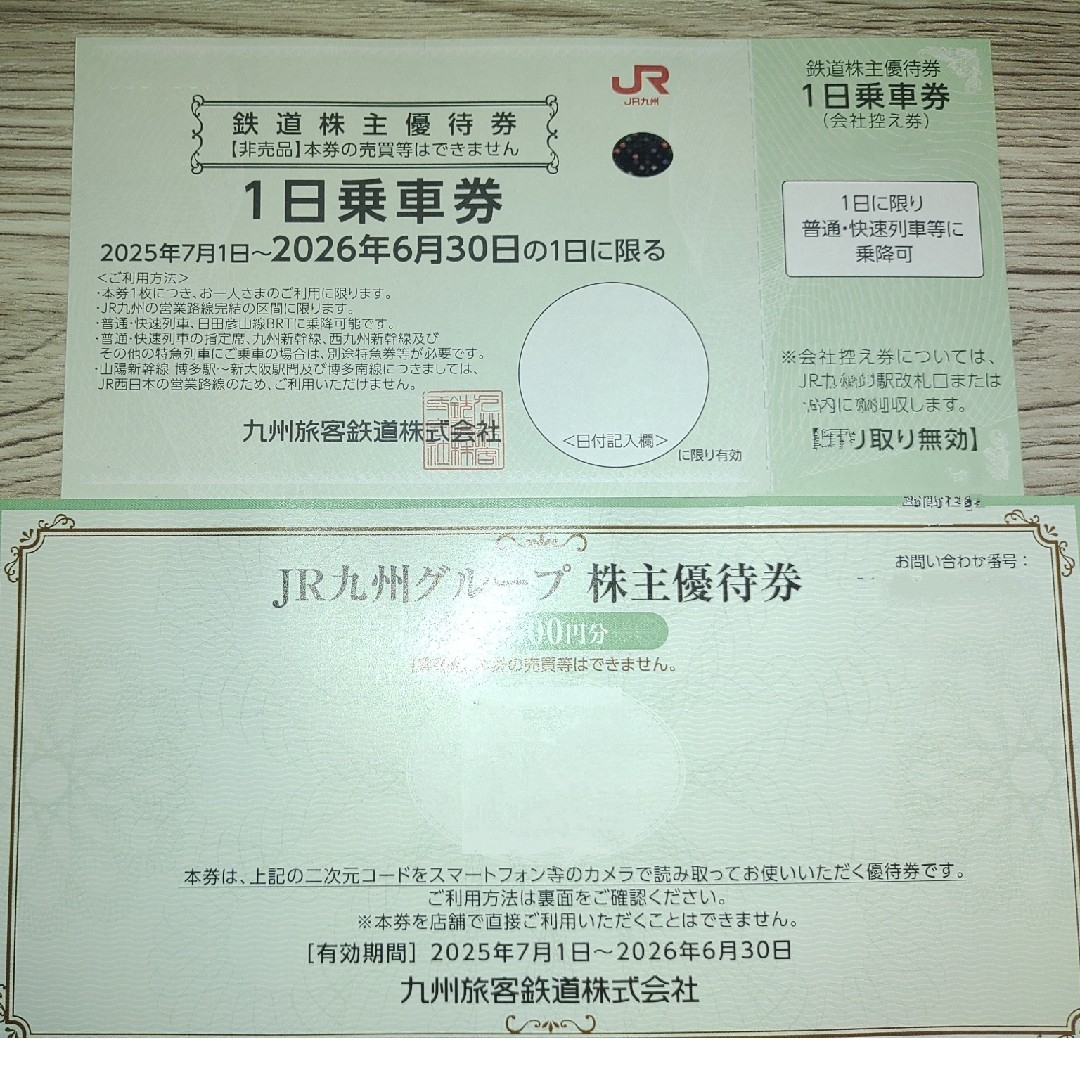 JR
JR九州
鉄道株主優待券
【非売品】本券の売買等はできません
1日乗車券
2025年7月1日~2026年6月30日の1日に限る
<ご利用方法>
・本券1枚につき、お一人さまのご利用に限ります。
・JR九州の営業路線完結の区間に限ります。
・普通・快速列車、日田彦山線BRTに乗降可能です。
・普通・快速列車の指定席、九州新幹線、西九州新幹線及び
その他の特急列車にご乗車の場合は、別途特急券等が必要です。
・山陽新幹線 博多駅~新大阪駅間及び博多南線につきましては、
JR西日本の営業路線のため、ご利用いただけません。
九州旅客鉄道株式会社
<日付記入欄>
に限り有効
鉄道株主優待券
1日乗車券
(会社控え券)
1日に限り
普通・快速列車等に
乗降可
※会社控え券については、
JR九州の駅改札口または
内に回収します。
り取り無効】
お問い合わせ番号:
JR九州グループ 株主優待券
00円分
本券の売買等はできません。
本券は、上記の二次元コードをスマートフォン等のカメラで読み取ってお使いいただく優待券です。
ご利用方法は裏面をご確認ください。
※本券を店舗で直接ご利用いただくことはできません。
[有効期間] 2025年7月1日~2026年6月30日
九州旅客鉄道株式会社